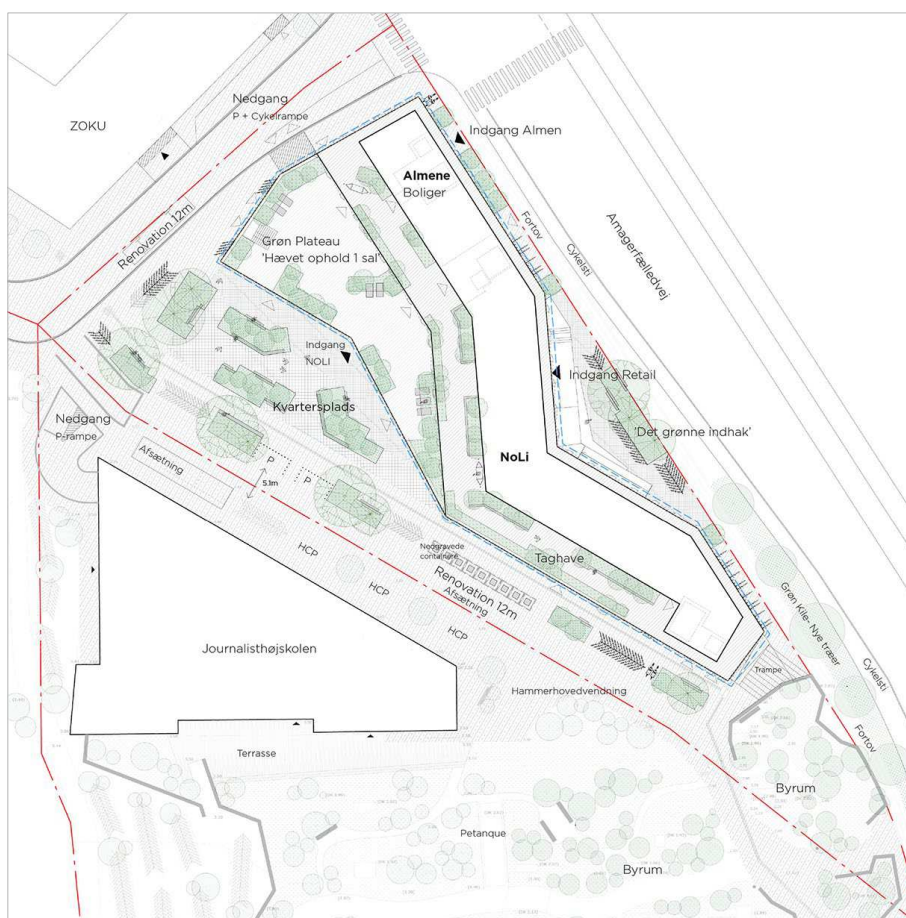 Nedgang
P + Cykelrampe
ZOKU
Indgang Almen
Almene
Boliger
Fortov
Cykelsti
Amagerfælledvej
Renovation 12m
Grøn Plateau
'Hævet ophold 1 sal'
Indgang
NOLI
Indgang Retail
Kvartersplads
'Det grønne indhak'
Nedgang
P-rampe
Afsætning
P
P
5.1m
NoLi
Nedgravede
containere
Taghave
HCP
HCP
HCP
Renovation 12m
Afsætning
Grøn Kile- Nye træer
Cykelsti
Fortov
Journalisthøjskolen
Trampe
Hammerhovedvendning
Terrasse
Byrum
Petanque
Byrum